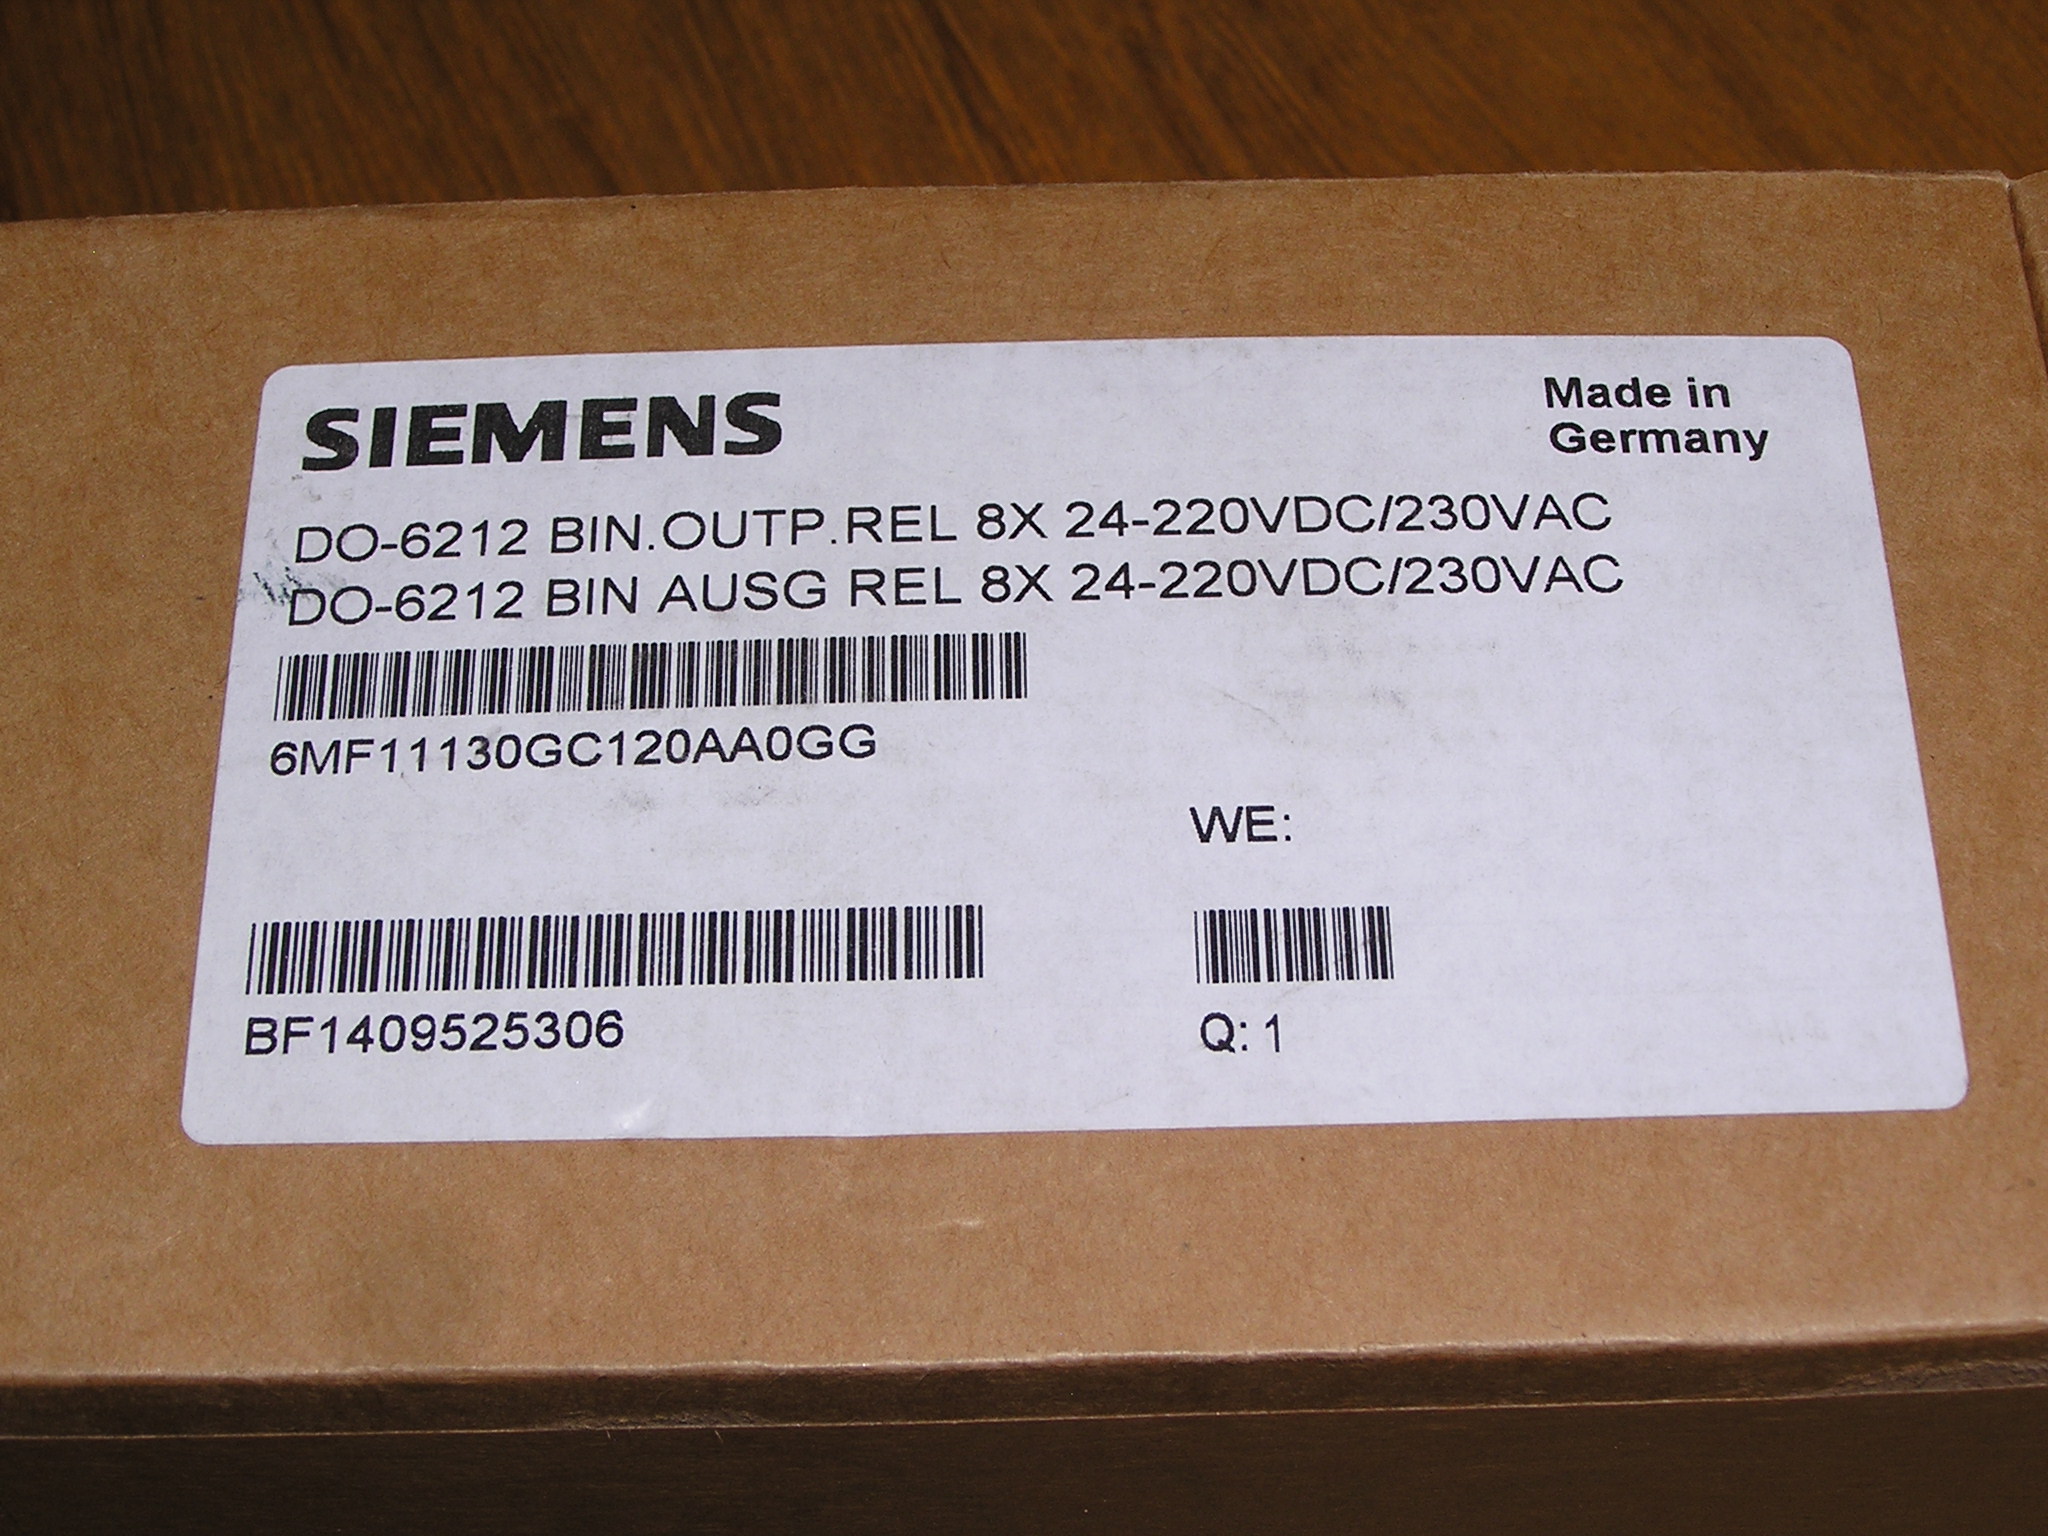 SIEMENS
Made in
Germany
DO-6212 BIN.OUTP.REL 8X 24-220VDC/230VAC
DO-6212 BIN AUSG REL 8X 24-220VDC/230VAC
6MF11130GC120AA0GG
WE:
BF1409525306
Q: 1